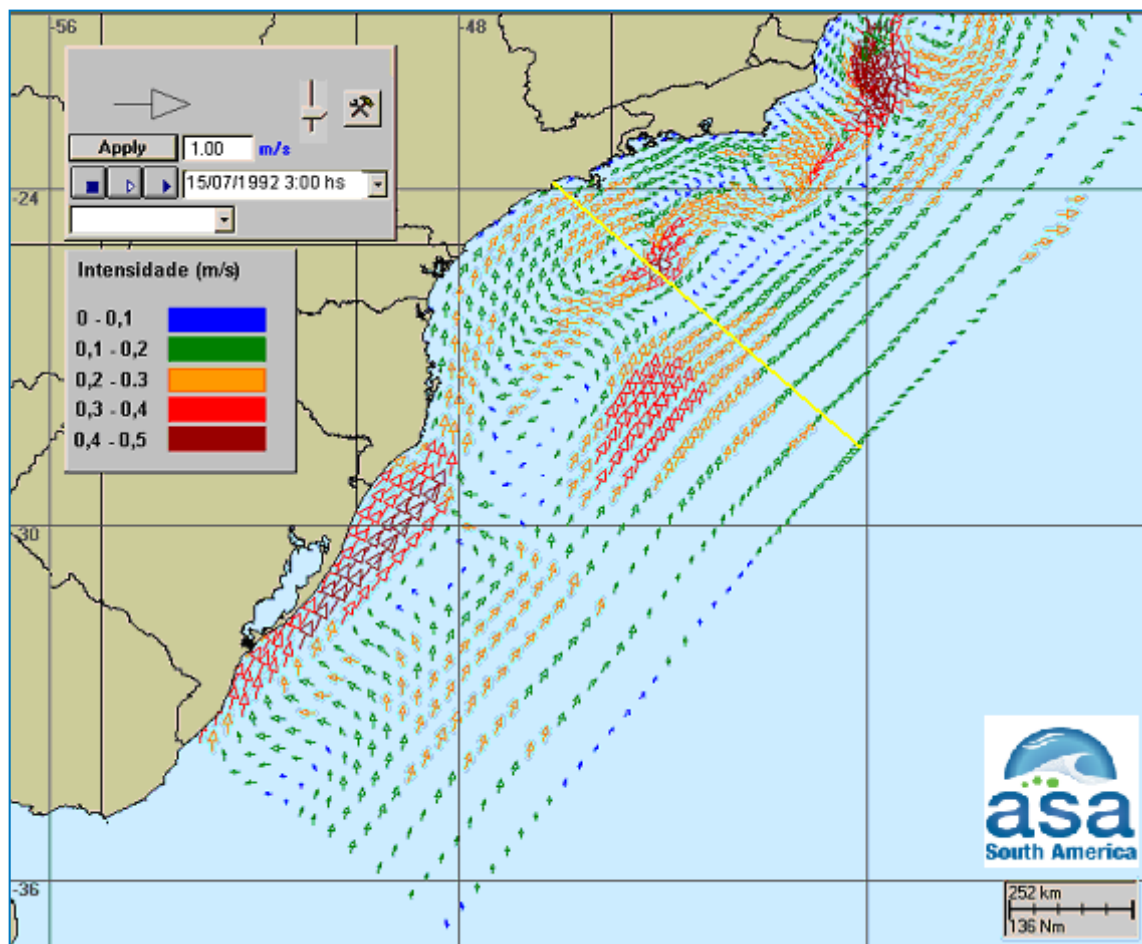 -56
-48
Apply
1.00
m/s
15/07/1992 3:00 hs
-24
Intensidade (m/s)
0 - 0,1
0,1 - 0,2
0,2 - 0.3
0,3 - 0,4
0,4 - 0,5
-30
asa
South America
-36
252 km
136 Nm